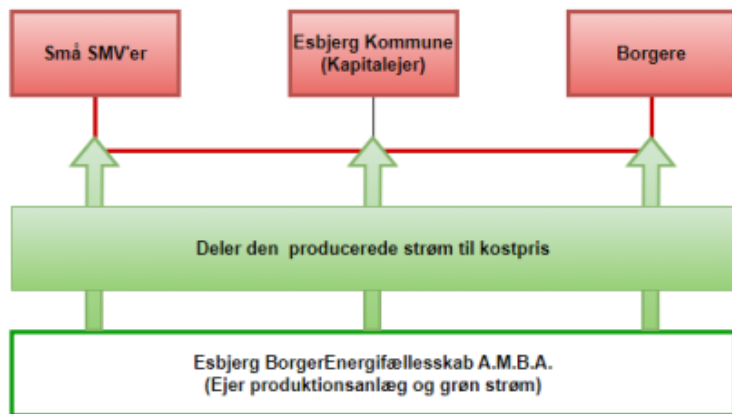 Små SMV'er
Esbjerg Kommune
(Kapitalejer)
Borgere
Deler den producerede strøm til kostpris
Esbjerg BorgerEnergifællesskab A.M.B.A.
(Ejer produktionsanlæg og grøn strøm)